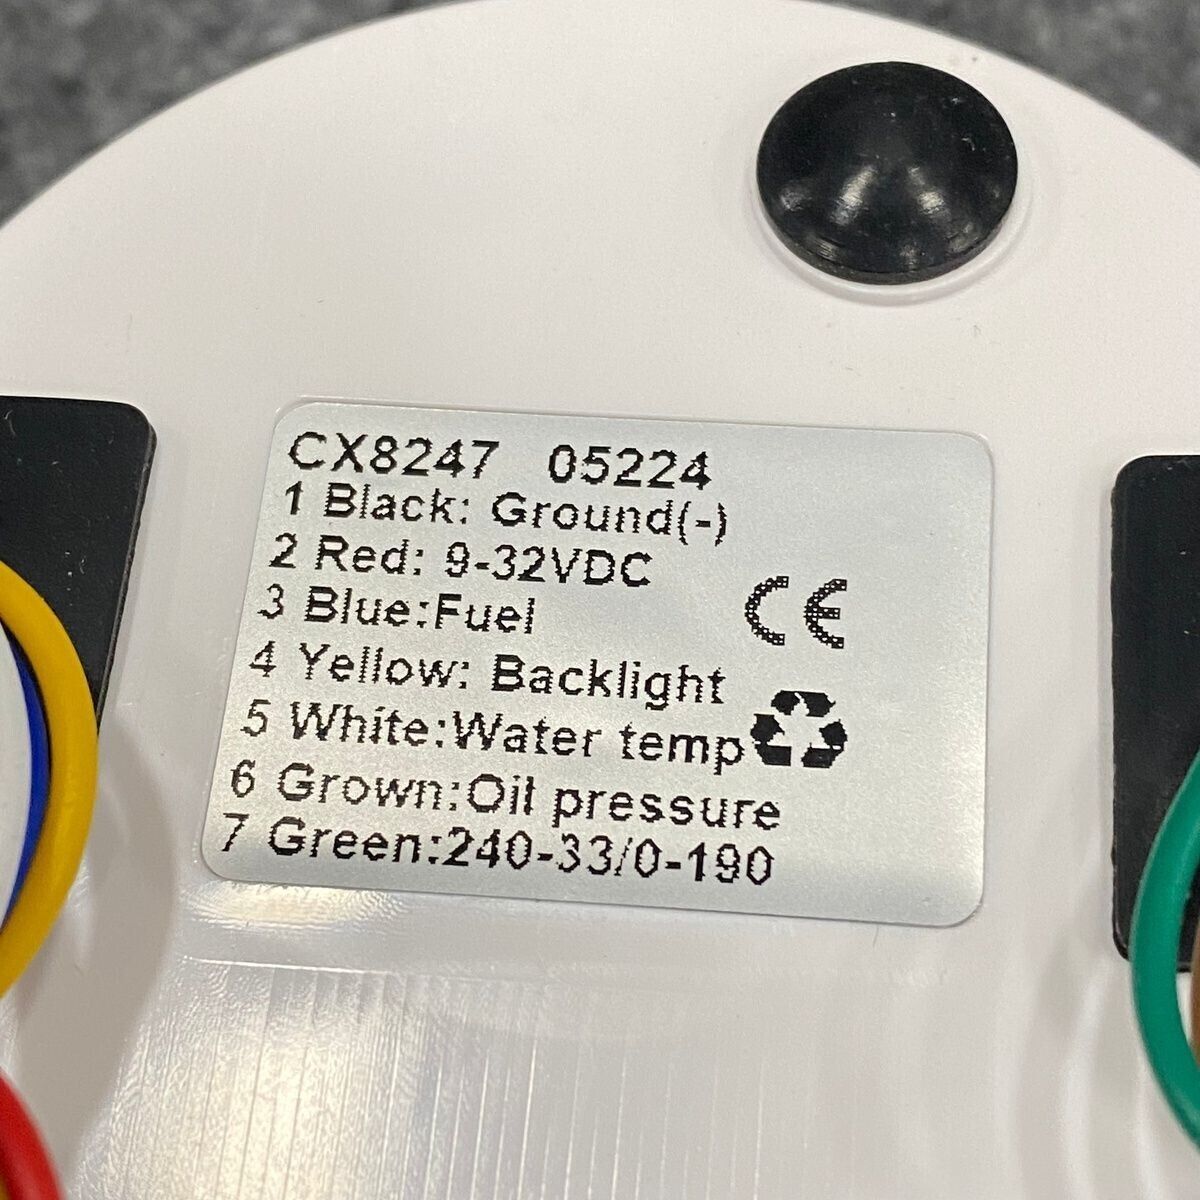 CX8247 05224
1 Black: Ground(-)
2 Red: 9-32VDC
3 Blue:Fuel
CE
4 Yellow: Backlight
5 White:Water temp
6 Grown:Oil pressure
7 Green:240-33/0-190